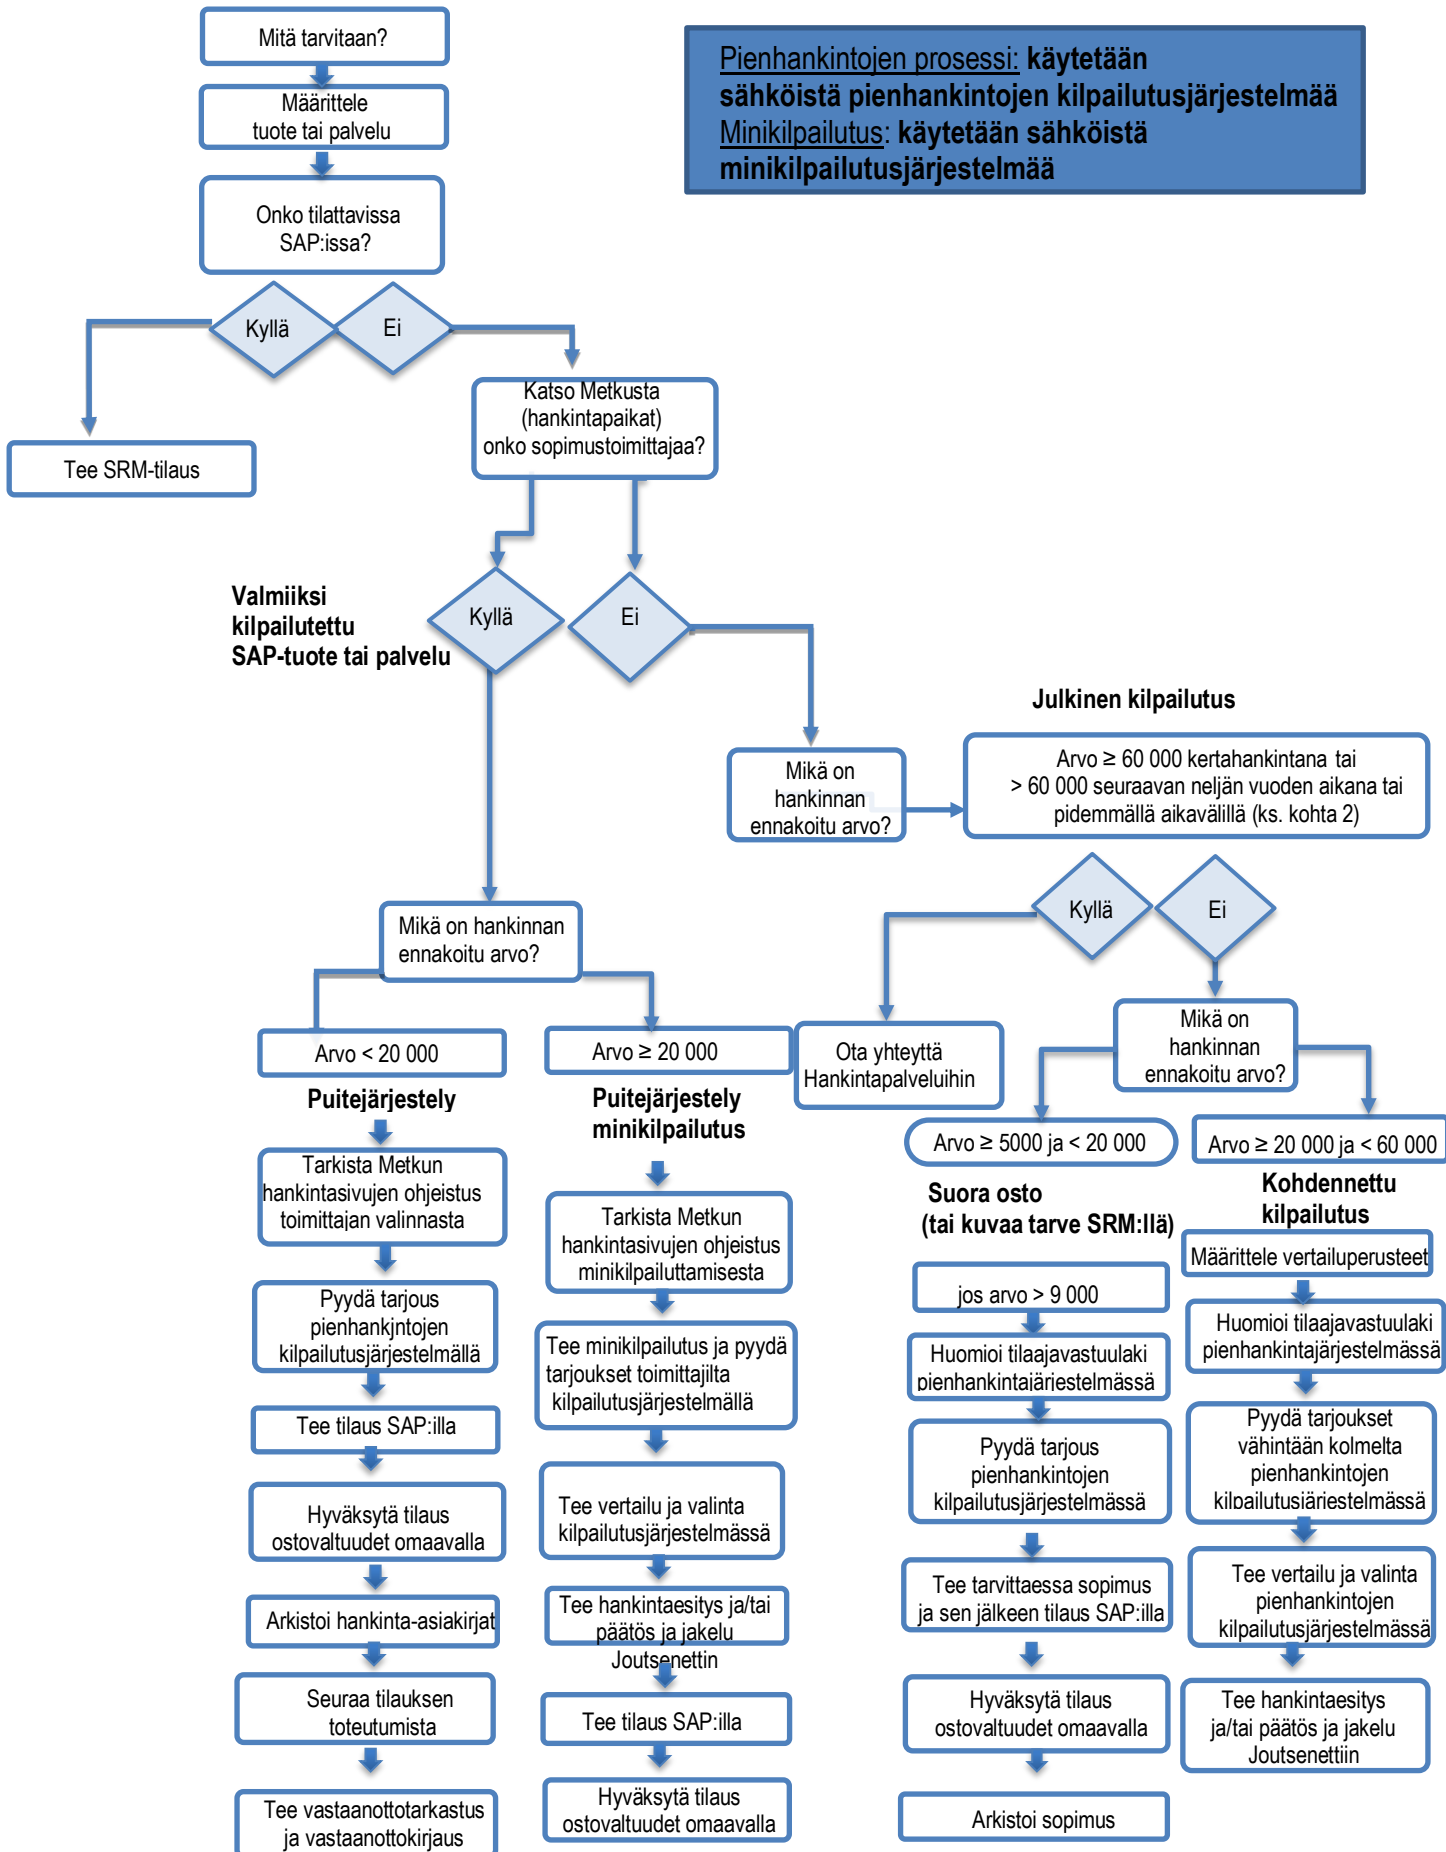 Mitä tarvitaan?
Määrittele
tuote tai palvelu
Onko tilattavissa
SAP:issa?
Pienhankintojen prosessi: käytetään
sähköistä pienhankintojen kilpailutusjärjestelmää
Minikilpailutus: käytetään sähköistä
minikilpailutusjärjestelmää
Kyllä
Ei
Tee SRM-tilaus
Katso Metkusta
(hankintapaikat)
onko sopimustoimittajaa?
Valmiiksi
kilpailutettu
SAP-tuote tai palvelu
Kyllä
Ei
Julkinen kilpailutus
Mikä on
hankinnan
ennakoitu arvo?
Arvo ≥ 60 000 kertahankintana tai
> 60 000 seuraavan neljän vuoden aikana tai
pidemmällä aikavälillä (ks. kohta 2)
Kyllä
Ei
Mikä on hankinnan
ennakoitu arvo?
Ota yhteyttä
Hankintapalveluihin
Mikä on
hankinnan
ennakoitu arvo?
Arvo < 20 000
Puitejärjestely
Tarkista Metkun
hankintasivujen ohjeistus
toimittajan valinnasta
Pyydä tarjous
pienhankjntojen
kilpailutusjärjestelmällä
Tee tilaus SAP:illa
Hyväksytä tilaus
ostovaltuudet omaavalla
Arkistoi hankinta-asiakirjat
Seuraa tilauksen
toteutumista
Tee vastaanottotarkastus
ja vastaanottokirjaus
Arvo ≥ 20 000
Puitejärjestely
minikilpailutus
Tarkista Metkun
hankintasivujen ohjeistus
minikilpailuttamisesta
Tee minikilpailutus ja pyydä
tarjoukset toimittajilta
kilpailutusjärjestelmällä
Tee vertailu ja valinta
kilpailutusjärjestelmässä
Tee hankintaesitys ja/tai
päätös ja jakelu
Joutsenettin
Tee tilaus SAP:illa
Hyväksytä tilaus
ostovaltuudet omaavalla
Arvo ≥ 5000 ja < 20 000
Suora osto
(tai kuvaa tarve SRM:llä)
jos arvo > 9 000
Huomioi tilaajavastuulaki
pienhankintajärjestelmässä
Pyydä tarjous
pienhankintojen
kilpailutusjärjestelmässä
Tee tarvittaessa sopimus
ja sen jälkeen tilaus SAP:illa
Hyväksytä tilaus
ostovaltuudet omaavalla
Arkistoi sopimus
Arvo ≥ 20 000 ja < 60 000
Kohdennettu
kilpailutus
Määrittele vertailuperusteet
Huomioi tilaajavastuulaki
pienhankintajärjestelmässä
Pyydä tarjoukset
vähintään kolmelta
pienhankintojen
kilpailutusjärjestelmässä
Tee vertailu ja valinta
pienhankintojen
kilpailutusjärjestelmässä
Tee hankintaesitys
ja/tai päätös ja jakelu
Joutsenettiin